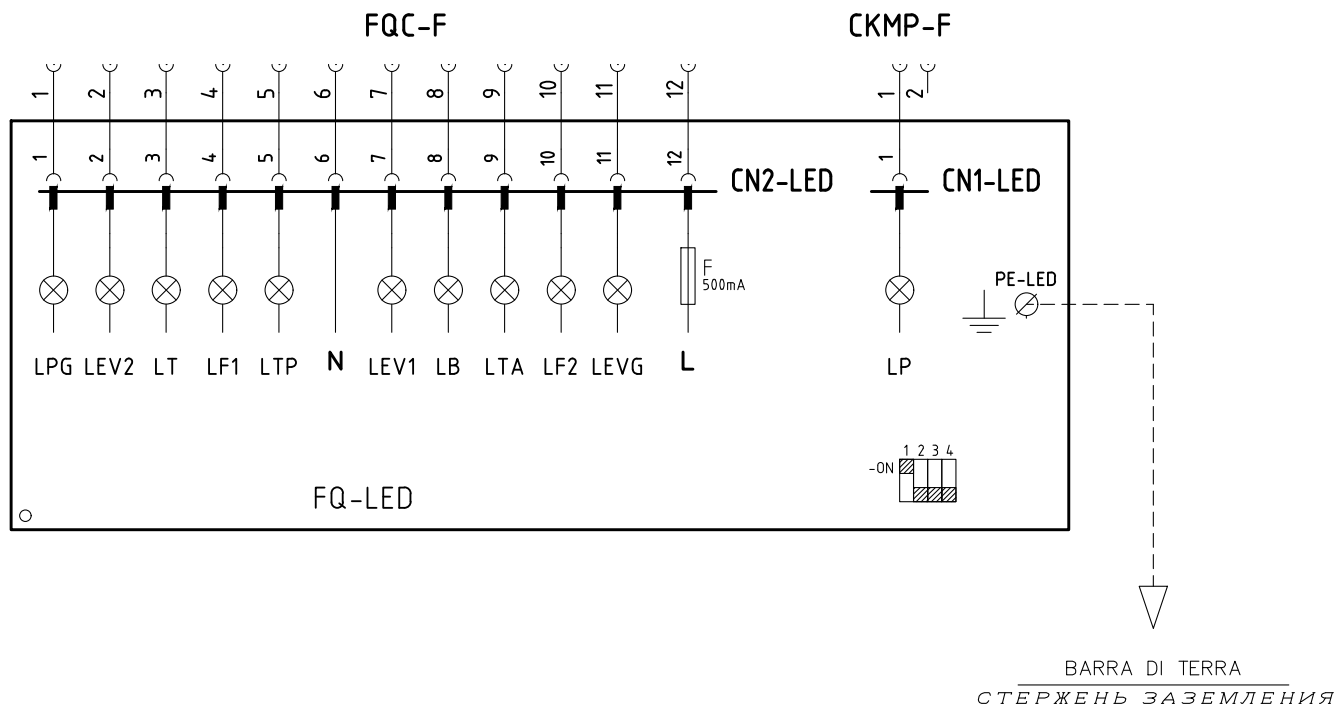 FQC-F CKMP-F
1 2 3 4 5 6 7 8 9 10 11 12 1 2
1 2 3 4 5 6 7 8 9 10 11 12 1
CN2-LED CN1-LED
F
500mA
PE-LED
LPG LEV2 LT LF1 LTP N LEV1 LB LTA LF2 LEVG L LP
1 2 3 4
-ON
FQ-LED
BARRA DI TERRA
СТЕРЖЕНЬ ЗАЗЕМЛЕНИЯ